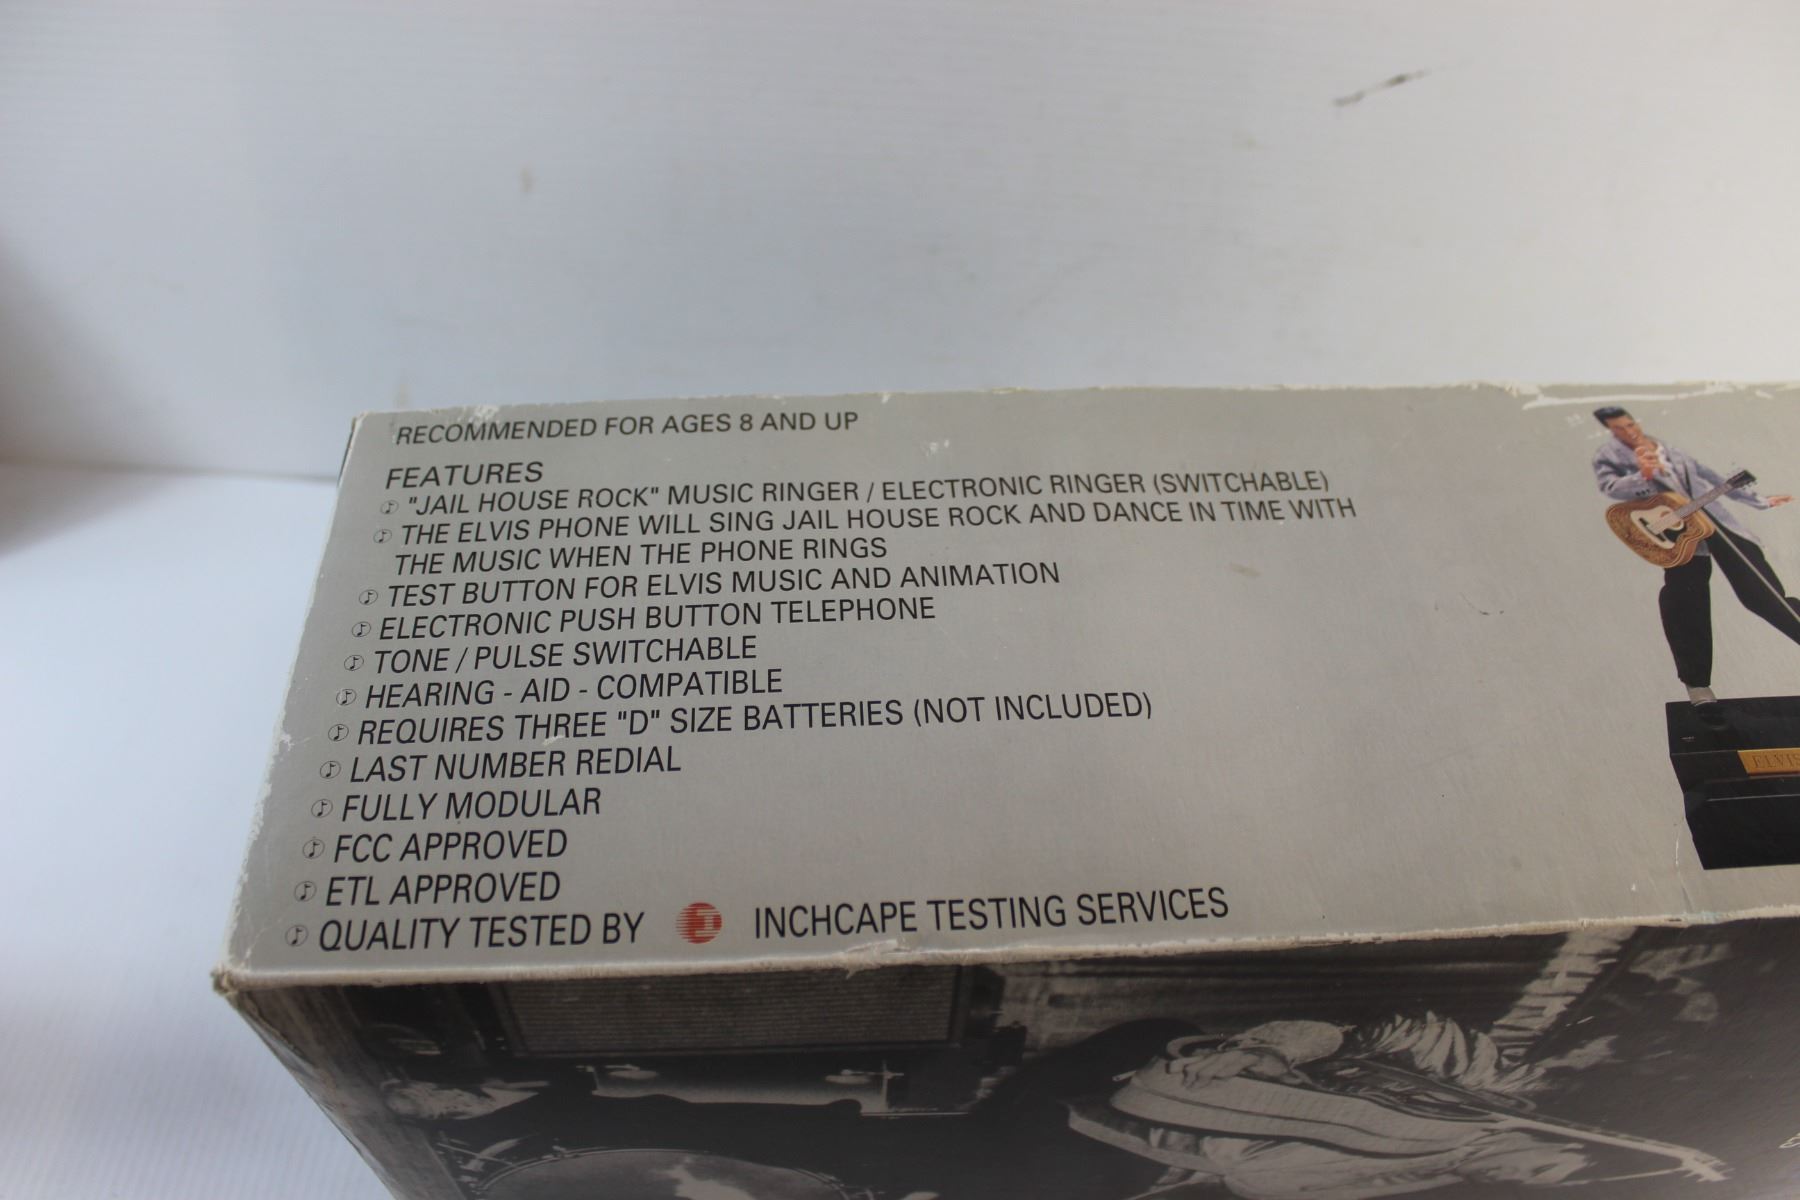 RECOMMENDED FOR AGES 8 AND UP
FEATURES
"JAIL HOUSE ROCK" MUSIC RINGER / ELECTRONIC RINGER (SWITCHABLE)
THE ELVIS PHONE WILL SING JAIL HOUSE ROCK AND DANCE IN TIME WITH
THE MUSIC WHEN THE PHONE RINGS
TEST BUTTON FOR ELVIS MUSIC AND ANIMATION
ELECTRONIC PUSH BUTTON TELEPHONE
TONE / PULSE SWITCHABLE
HEARING - AID - COMPATIBLE
REQUIRES THREE "D" SIZE BATTERIES (NOT INCLUDED)
LAST NUMBER REDIAL
FULLY MODULAR
FCC APPROVED
ETL APPROVED
QUALITY TESTED BY INCHCAPE TESTING SERVICES
ELVIS